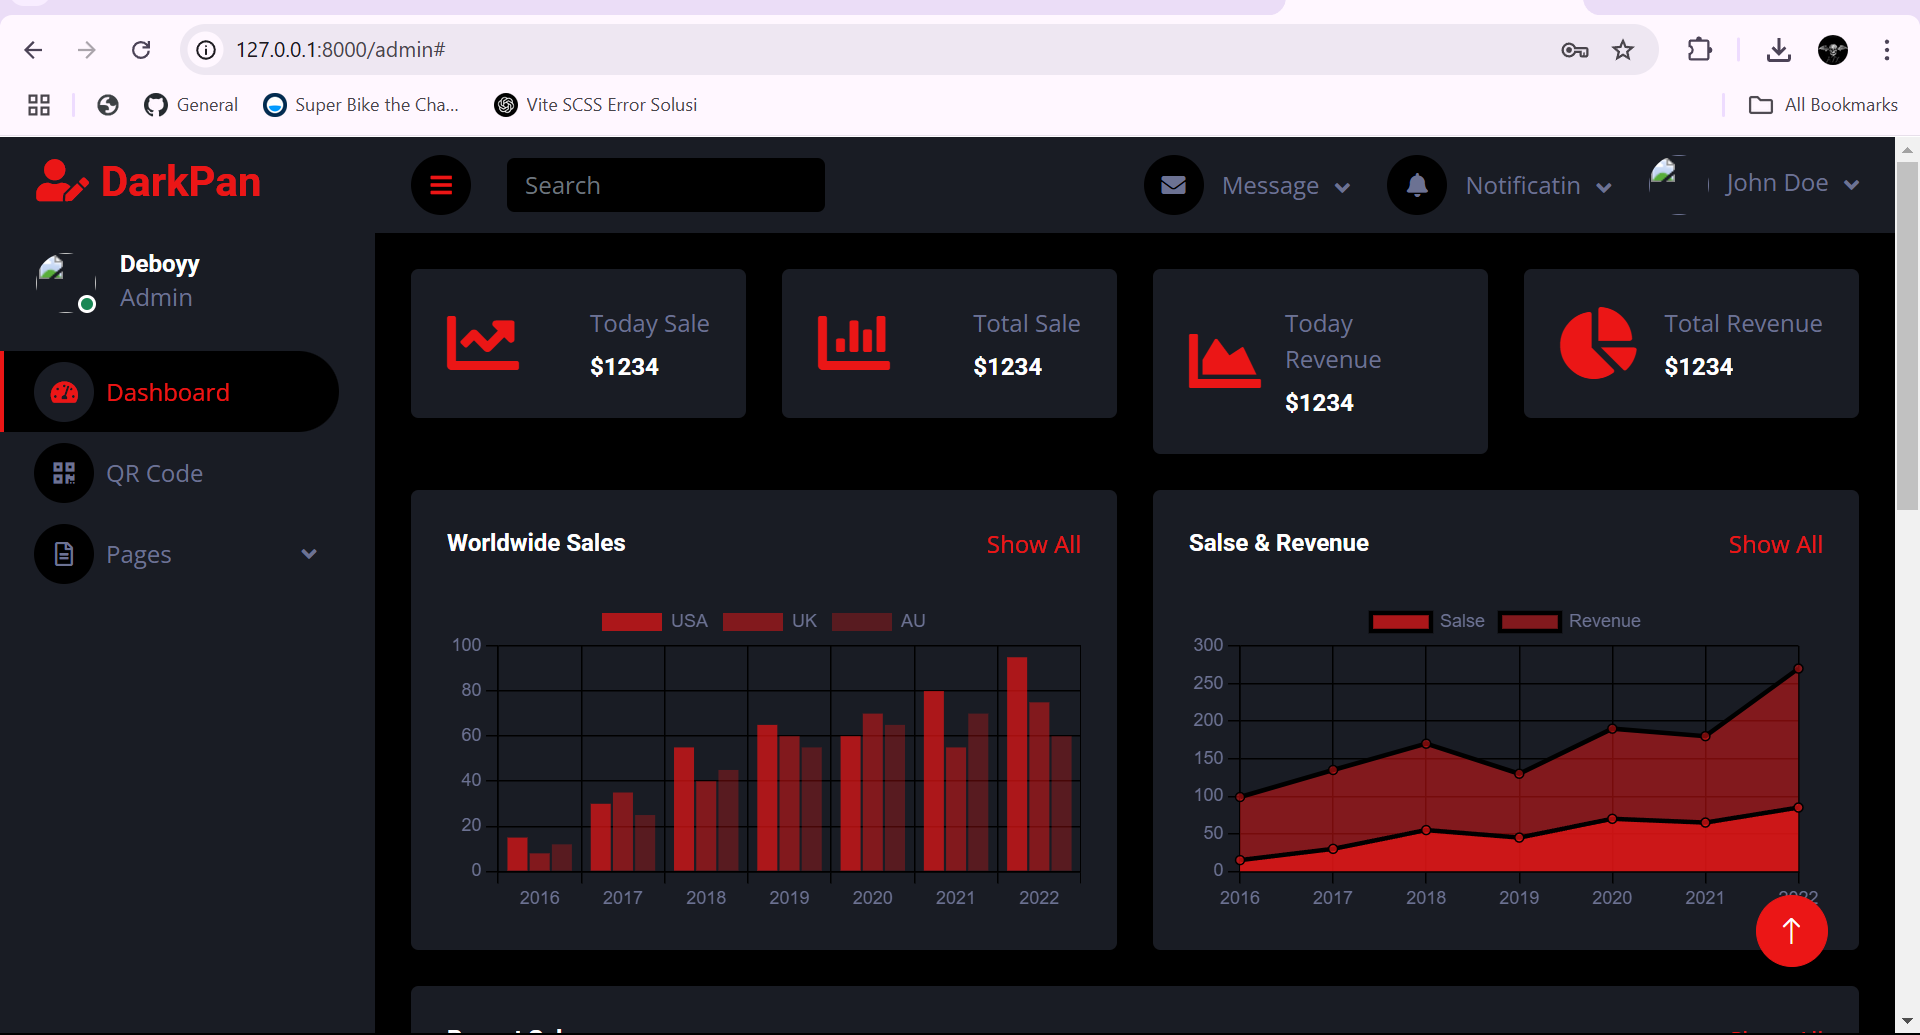 127.0.0.1:8000/admin#
General
Super Bike the Cha...
Vite SCSS Error Solusi
All Bookmarks
DarkPan
Search
Message
Notificatin
John Doe
Deboyy
Admin
Dashboard
QR Code
Pages
Today Sale
$1234
Total Sale
$1234
Today
Revenue
$1234
Total Revenue
$1234
Worldwide Sales
Show All
USA UK AU
100
80
60
40
20
0
2016 2017 2018 2019 2020 2021 2022
Salse & Revenue
Show All
Salse Revenue
300
250
200
150
100
50
0
2016 2017 2018 2019 2020 2021 2022